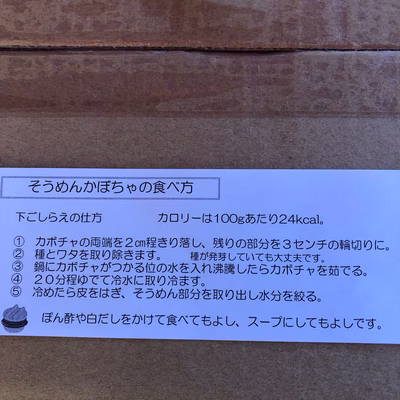 そうめんかぼちゃの食べ方
下ごしらえの仕方 カロリーは100gあたり24kcal。
① カボチャの両端を2㎝程きり落し、残りの部分を3センチの輪切りに。
② 種とワタを取り除きます。 種が発芽していても大丈夫です。
③ 鍋にカボチャがつかる位の水を入れ沸騰したらカボチャを茹でる。
④ 20分程ゆでて冷水に取り冷ます。
⑤ 冷めたら皮をはぎ、そうめん部分を取り出し水分を絞る。
ぽん酢や白だしをかけて食べてもよし、スープにしてもよしです。